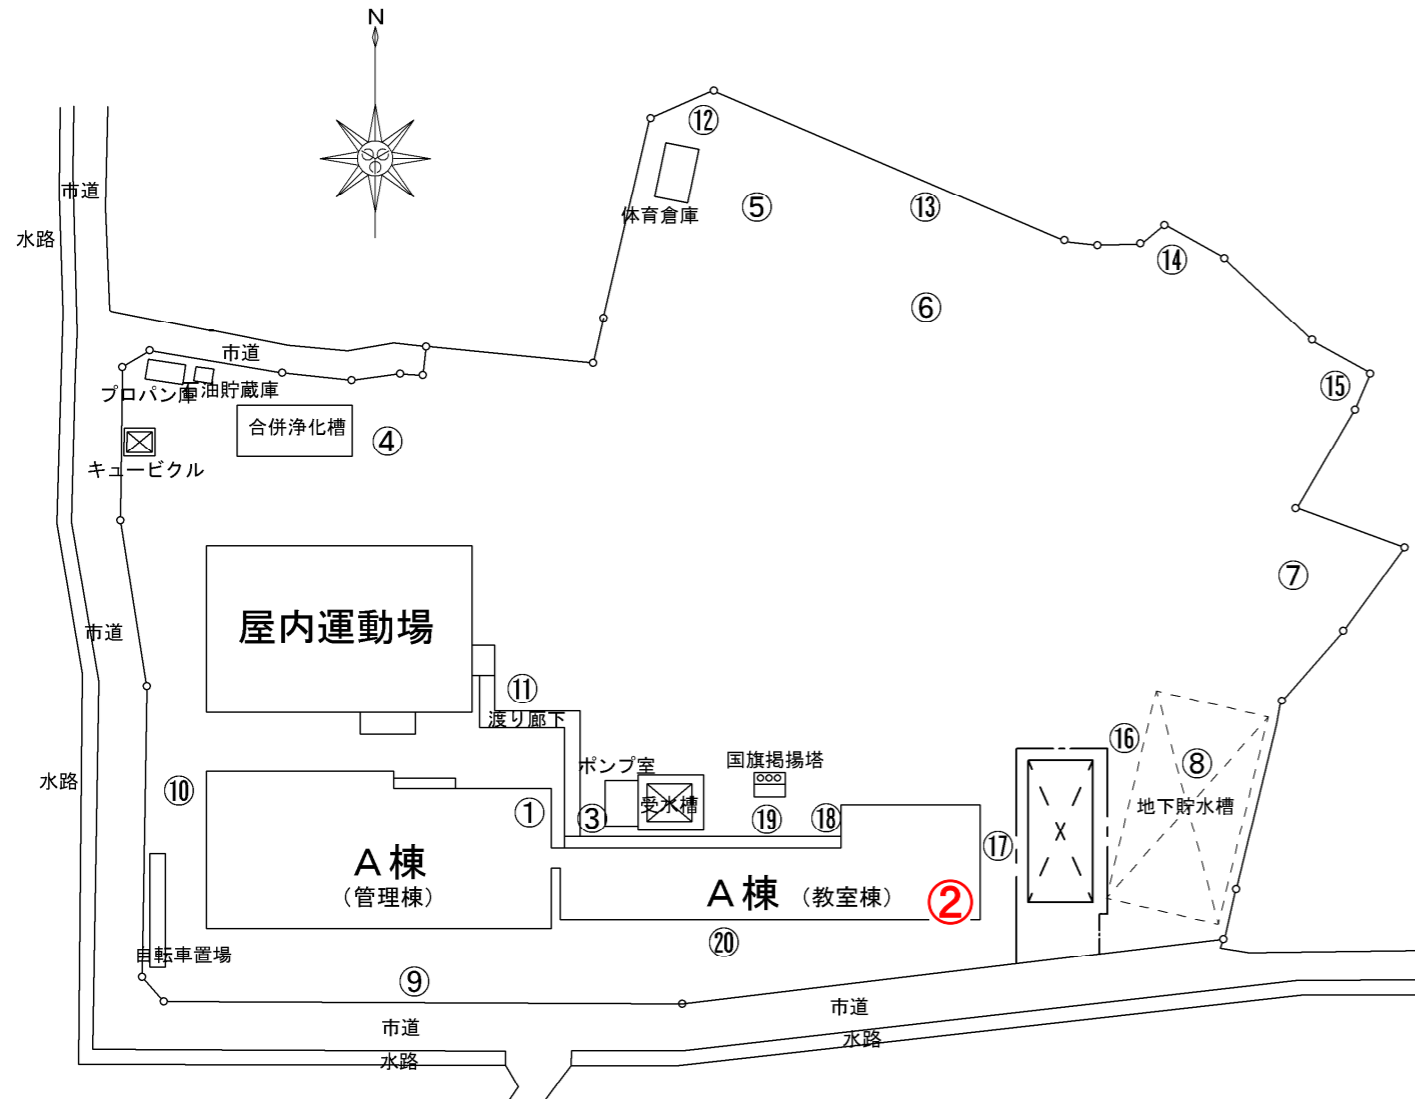 N
⑫
市道
体育倉庫
⑤
⑬
水路
⑭
⑥
市道
プロパン庫
石油貯蔵庫
⑮
合併浄化槽
④
キュービクル
⑦
屋内運動場
市道
⑪
渡り廊下
⑯
国旗掲揚塔
ポンプ室
⑧
水路
⑩
受水槽
地下貯水槽
①
③
⑲
⑱
⑰
A棟
(管理棟)
A棟 (教室棟)
②
⑳
自転車置場
⑨
市道
市道
水路
水路